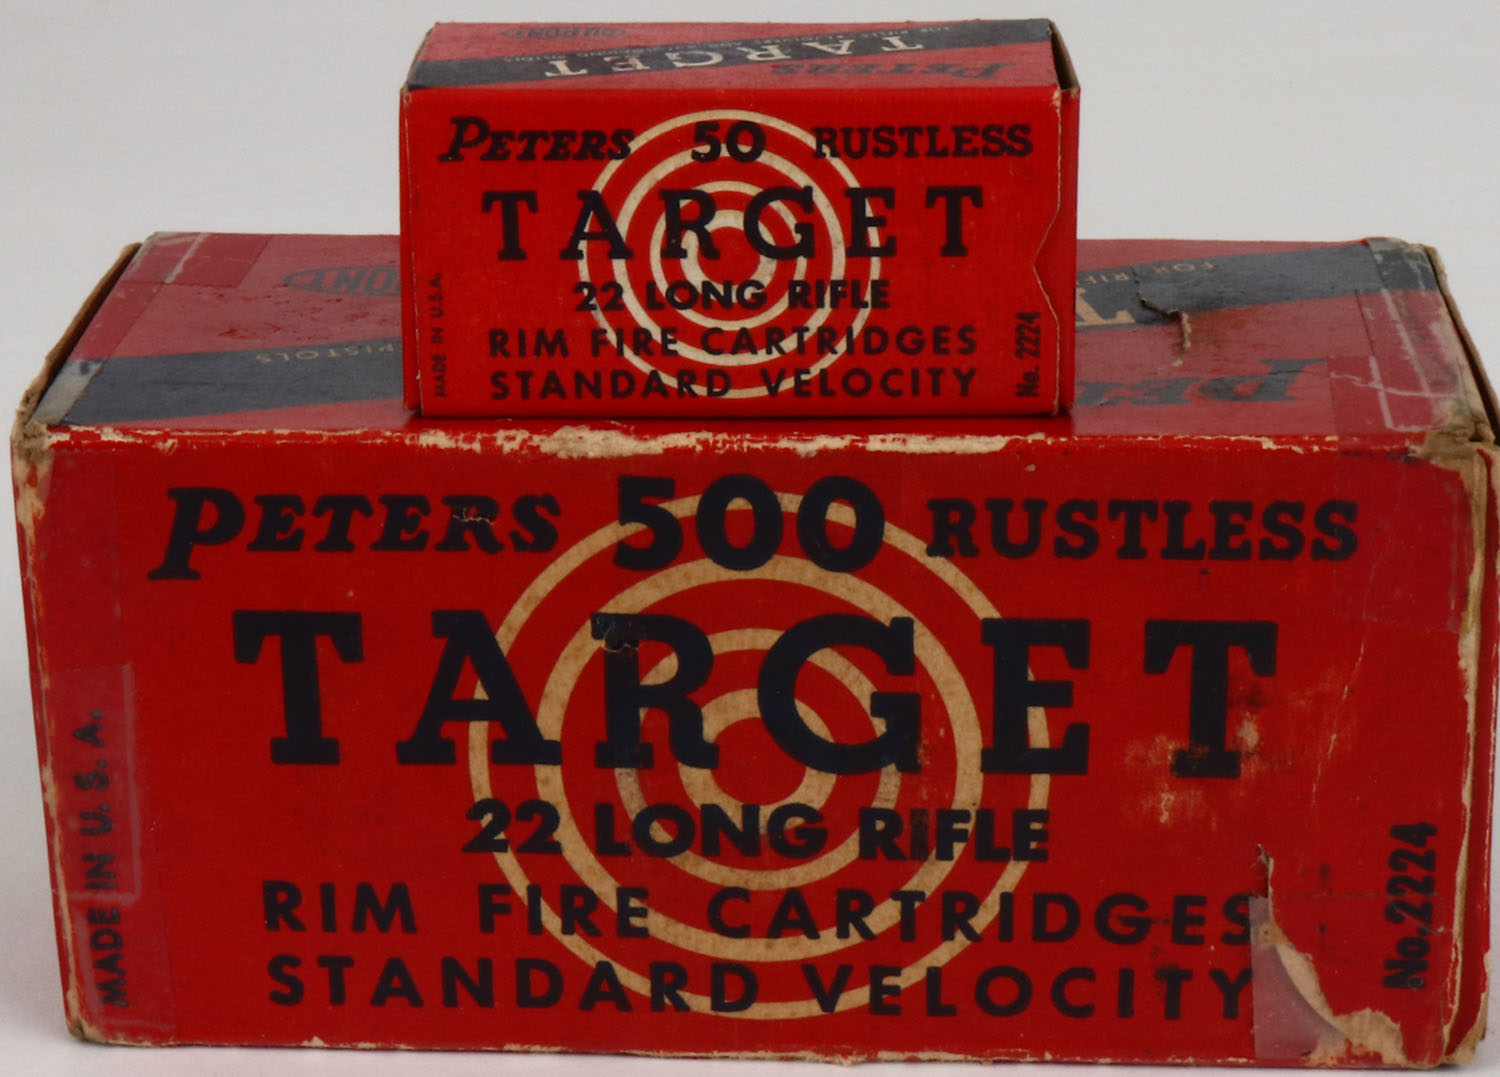 DUPONT
TARGET
PETERS
PETERS 50 RUSTLESS
TARGET
22 LONG RIFLE
RIM FIRE CARTRIDGES
STANDARD VELOCITY
MADE IN U.S.A.
No. 2224
PISTOLS
PETERS 500 RUSTLESS
TARGET
22 LONG RIFLE
RIM FIRE CARTRIDGES
STANDARD VELOCITY
MADE IN U.S.A.
No. 2224